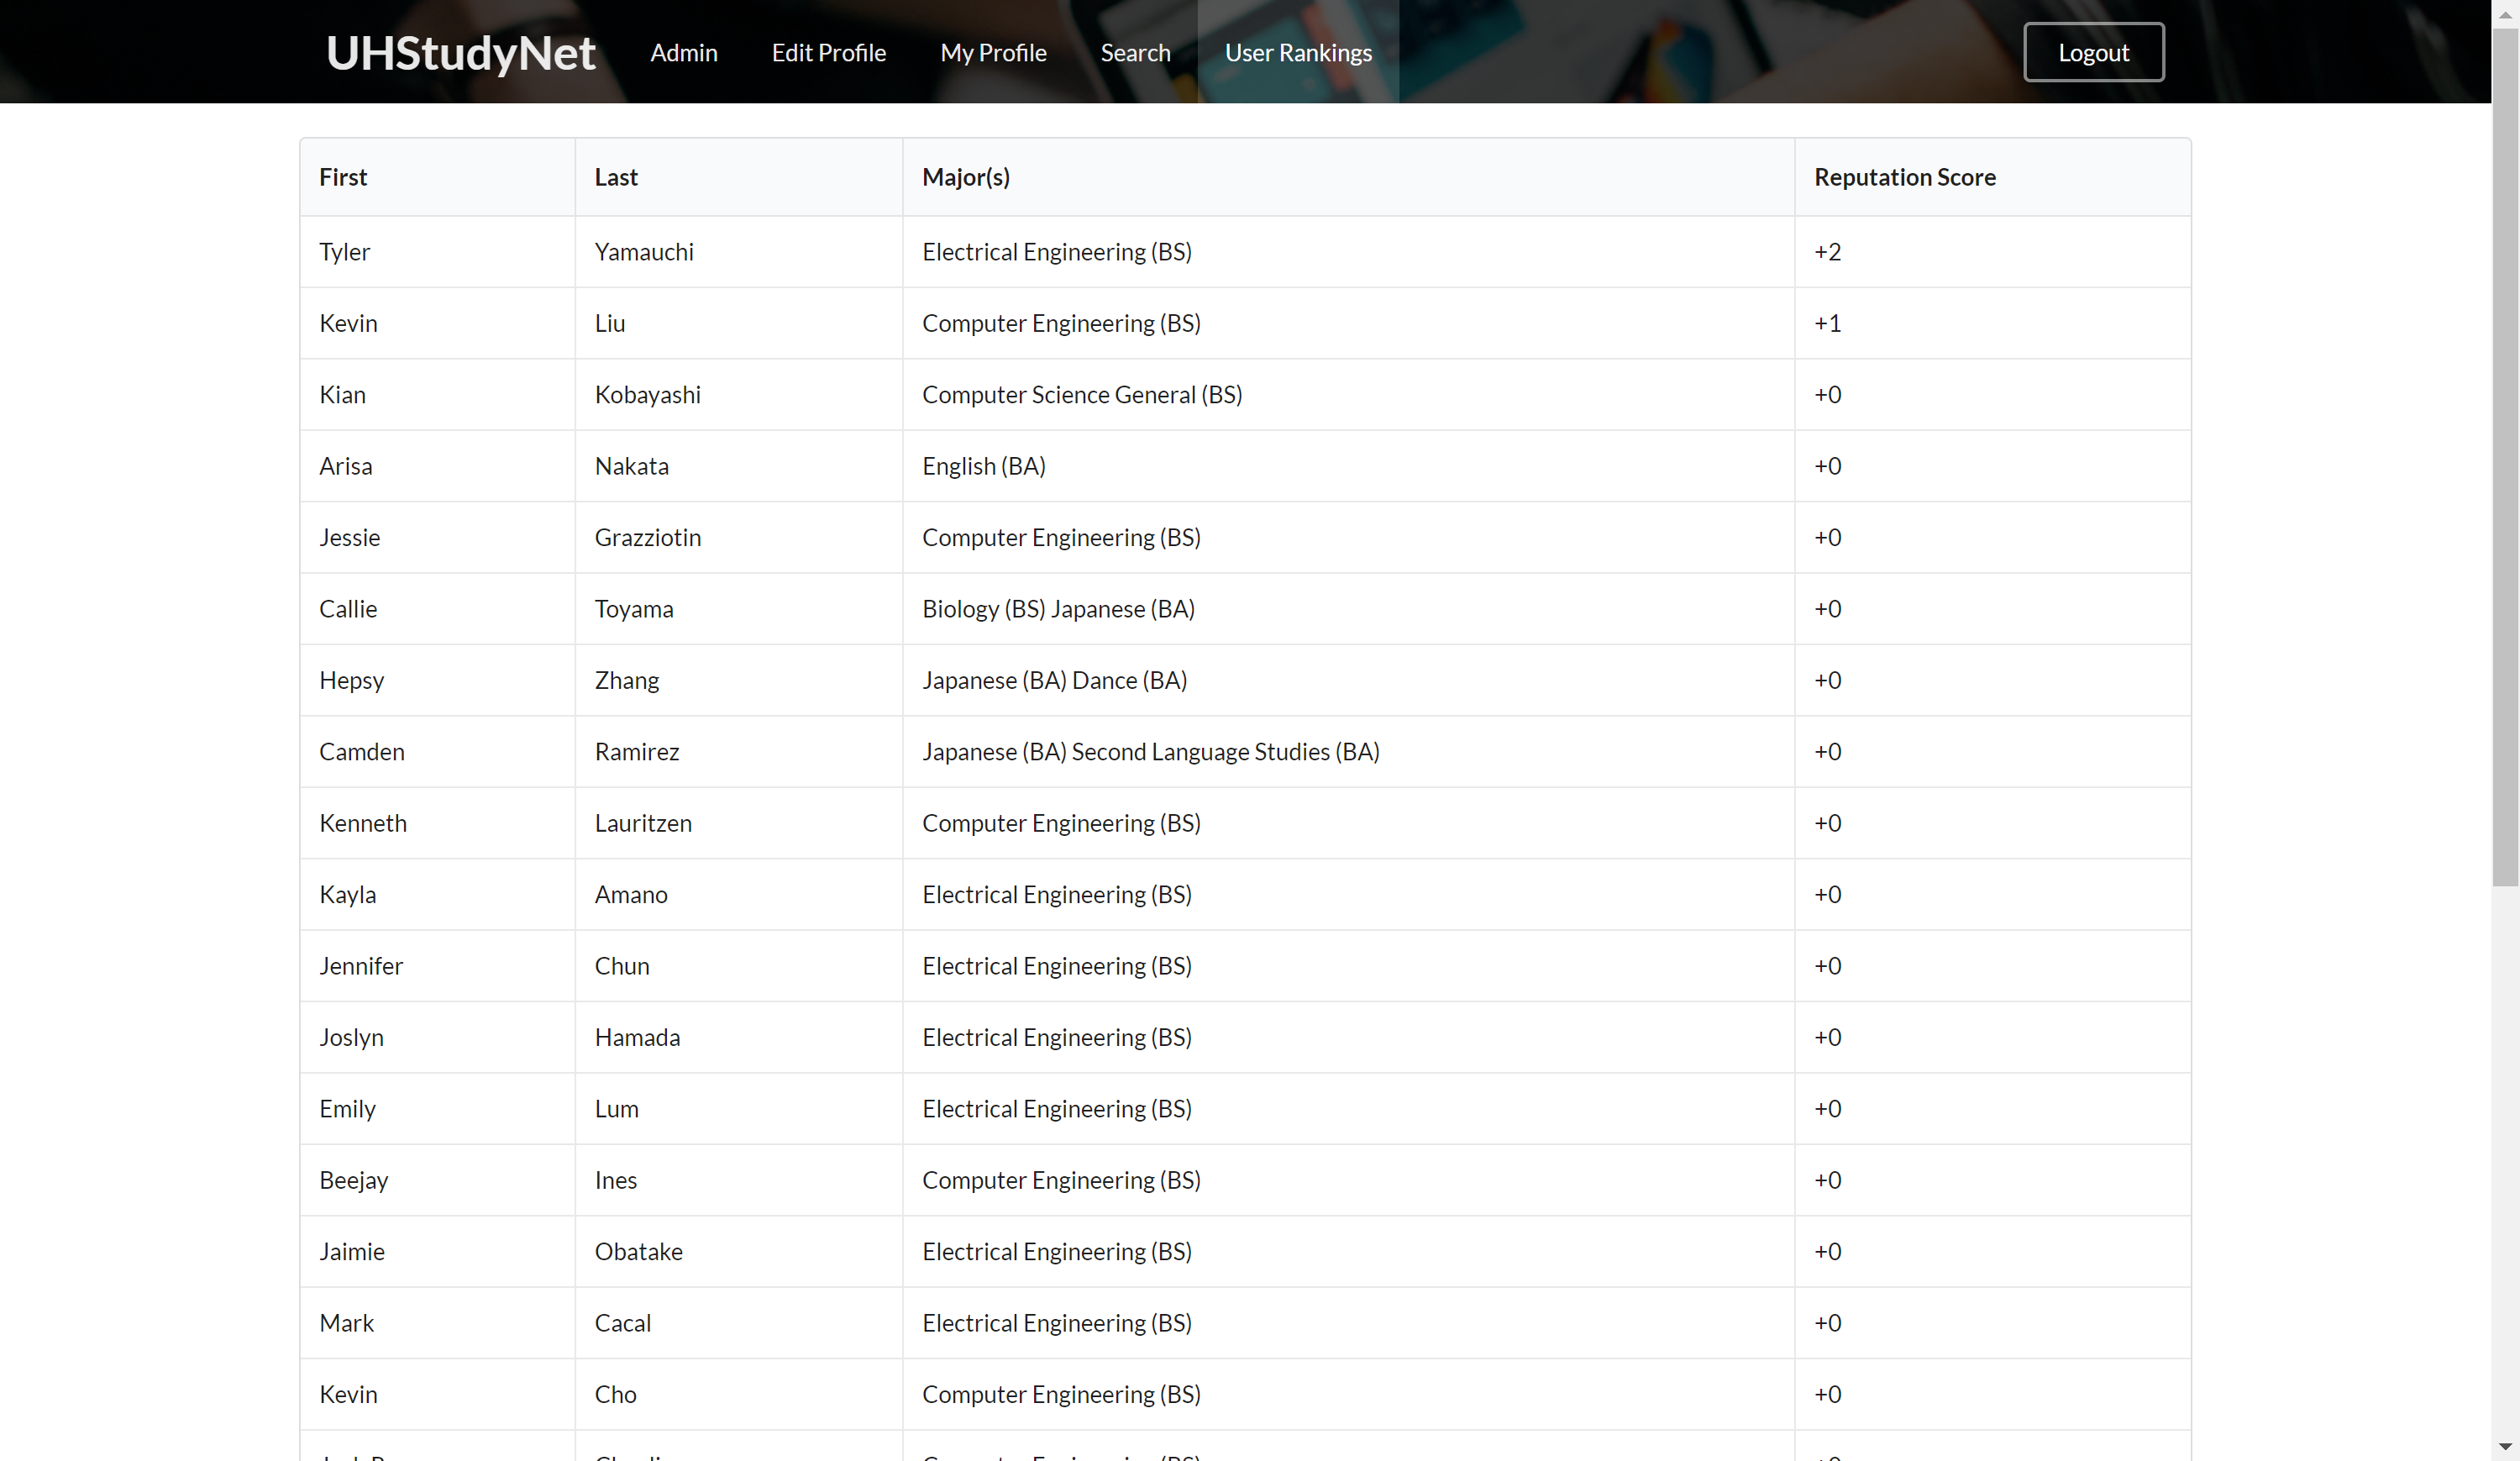 UHStudyNet Admin Edit Profile My Profile Search User Rankings Logout
First Last Major(s) Reputation Score
Tyler Yamauchi Electrical Engineering (BS) +2
Kevin Liu Computer Engineering (BS) +1
Kian Kobayashi Computer Science General (BS) +0
Arisa Nakata English (BA) +0
Jessie Grazziotin Computer Engineering (BS) +0
Callie Toyama Biology (BS) Japanese (BA) +0
Hepsy Zhang Japanese (BA) Dance (BA) +0
Camden Ramirez Japanese (BA) Second Language Studies (BA) +0
Kenneth Lauritzen Computer Engineering (BS) +0
Kayla Amano Electrical Engineering (BS) +0
Jennifer Chun Electrical Engineering (BS) +0
Joslyn Hamada Electrical Engineering (BS) +0
Emily Lum Electrical Engineering (BS) +0
Beejay Ines Computer Engineering (BS) +0
Jaimie Obatake Electrical Engineering (BS) +0
Mark Cacal Electrical Engineering (BS) +0
Kevin Cho Computer Engineering (BS) +0